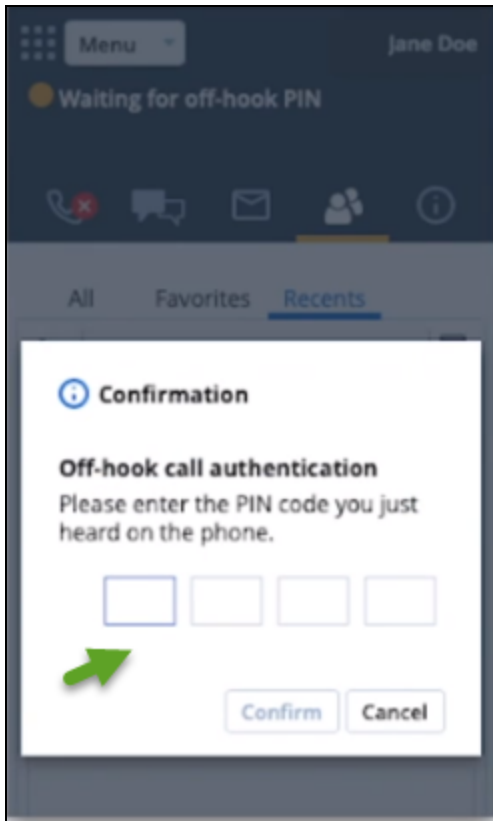 Menu
Jane Doe
Waiting for off-hook PIN
All Favorites Recents
Confirmation
Off-hook call authentication
Please enter the PIN code you just
heard on the phone.
Confirm Cancel